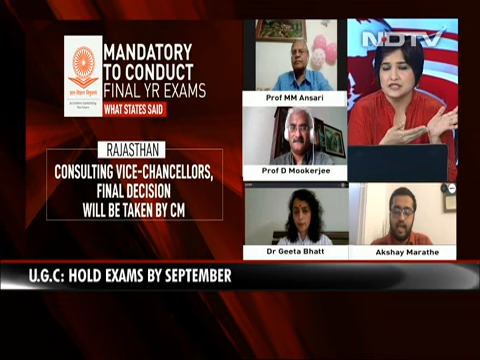 MANDATORY
TO CONDUCT
FINAL YR EXAMS
WHAT STATES SAID
RAJASTHAN
CONSULTING VICE-CHANCELLORS,
FINAL DECISION
WILL BE TAKEN BY CM
NDTV
Prof MM Ansari
Prof D Mookerjee
Dr Geeta Bhatt
Akshay Marathe
U.G.C: HOLD EXAMS BY SEPTEMBER